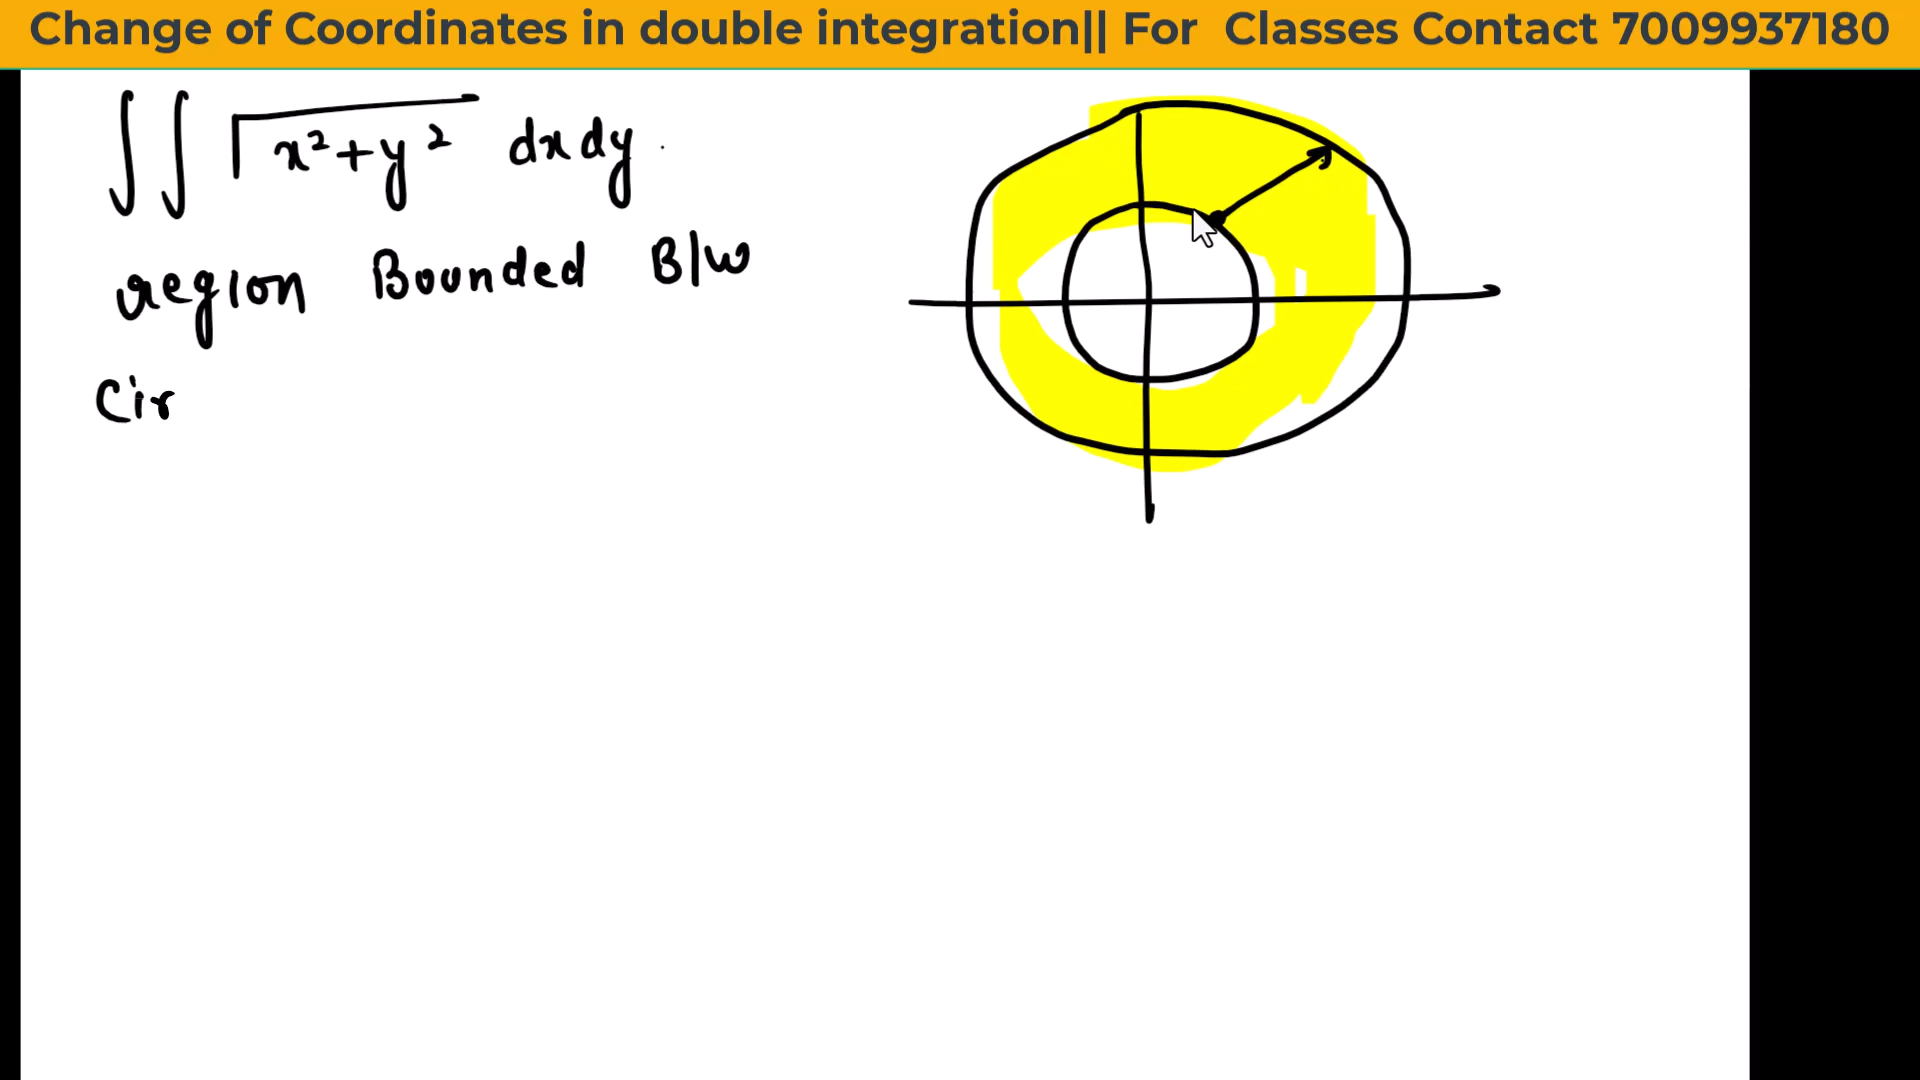 Change of Coordinates in double integration|| For Classes Contact 7009937180
∫∫ √x²+y² dxdy.
region Bounded B/w
Cir